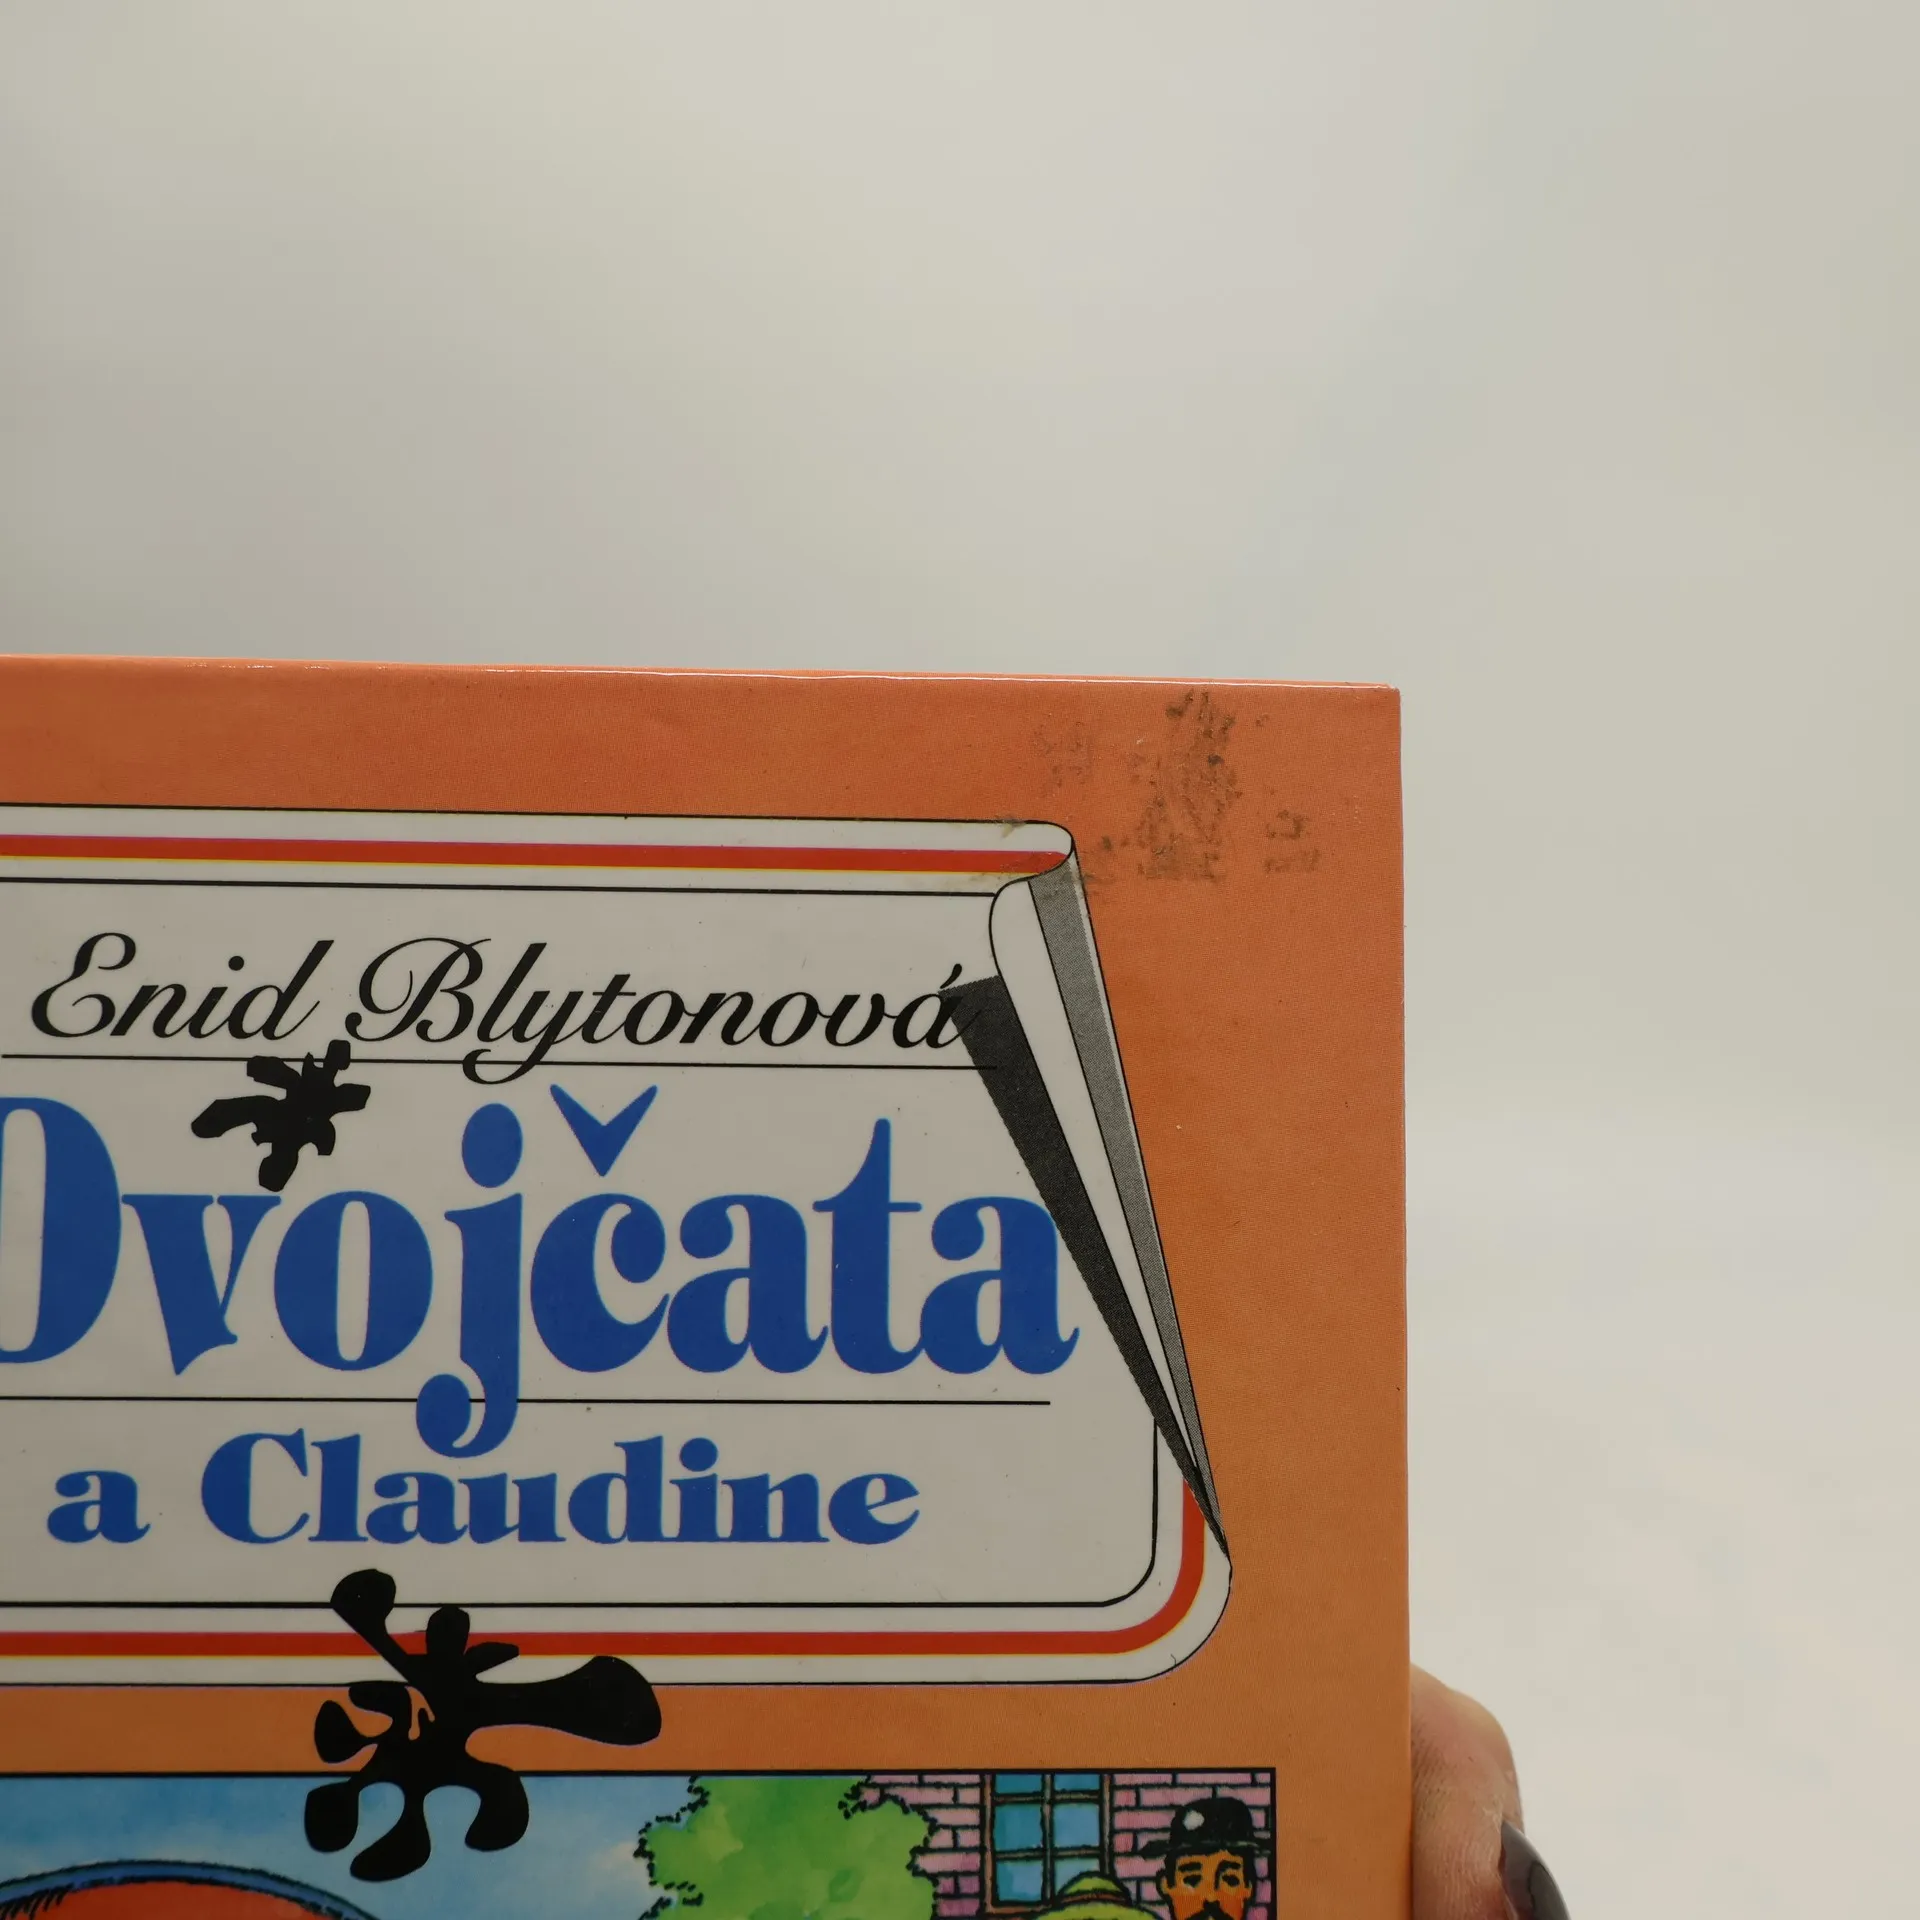 Enid Blytonová
Dvojčata
a Claudine